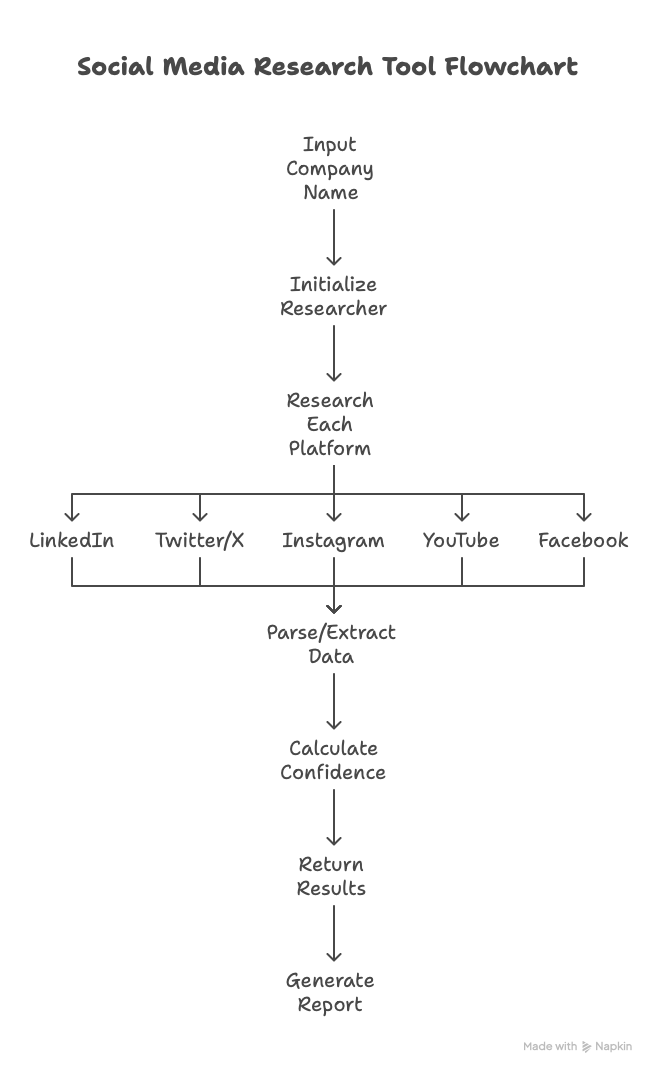 Social Media Research Tool Flowchart
Input
Company
Name
Initialize
Researcher
Research
Each
Platform
LinkedIn
Twitter/X
Instagram
YouTube
Facebook
Parse/Extract
Data
Calculate
Confidence
Return
Results
Generate
Report
Made with Napkin